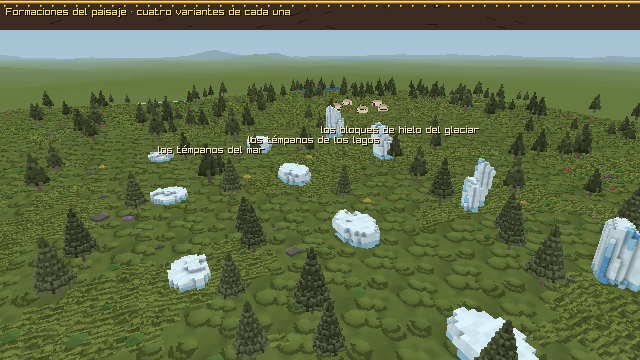 Formaciones del paisaje · cuatro variantes de cada una
los bloques de hielo del glaciar
los témpanos de los lagos
los témpanos del mar